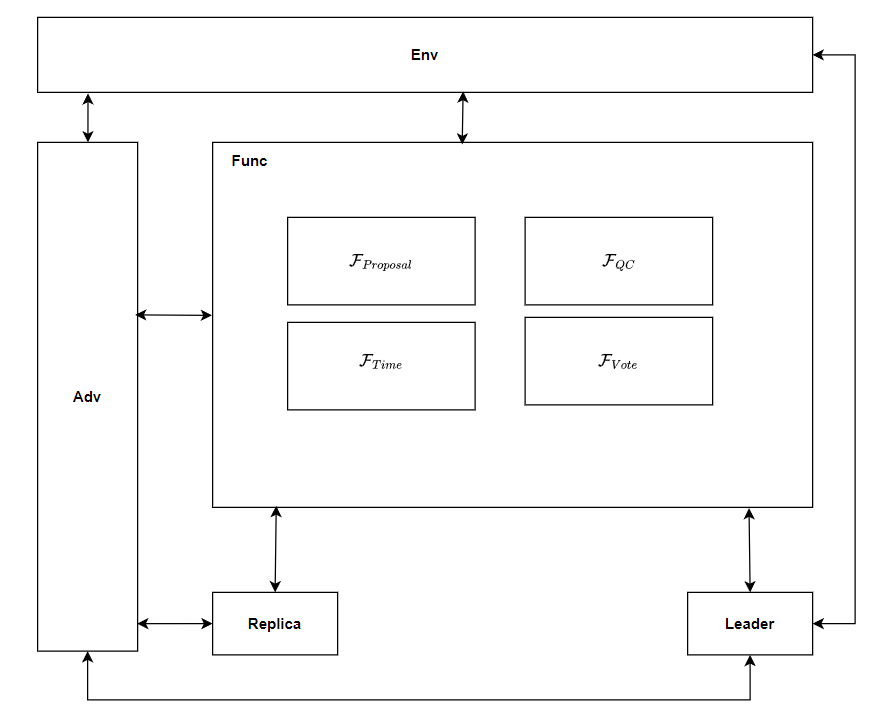 Env
Func
F_Proposal
F_QC
F_Time
F_Vote
Adv
Replica
Leader